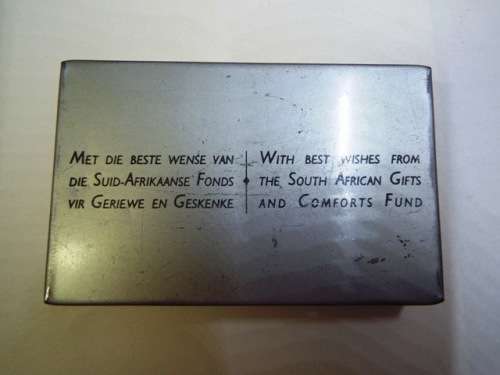 Met die beste wense van
die Suid-Afrikaanse Fonds
vir Geriewe en Geskenke
With best wishes from
the South African Gifts
and Comforts Fund